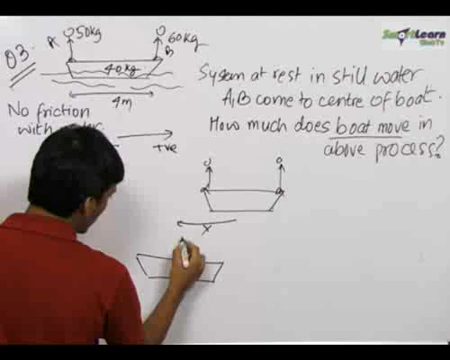 Q3.
A 50kg
60kg
B
40kg
4m
SmartLearn
System at rest in still water
A,B come to centre of boat.
How much does boat move in
above process?
No friction
with water.
+ve
x